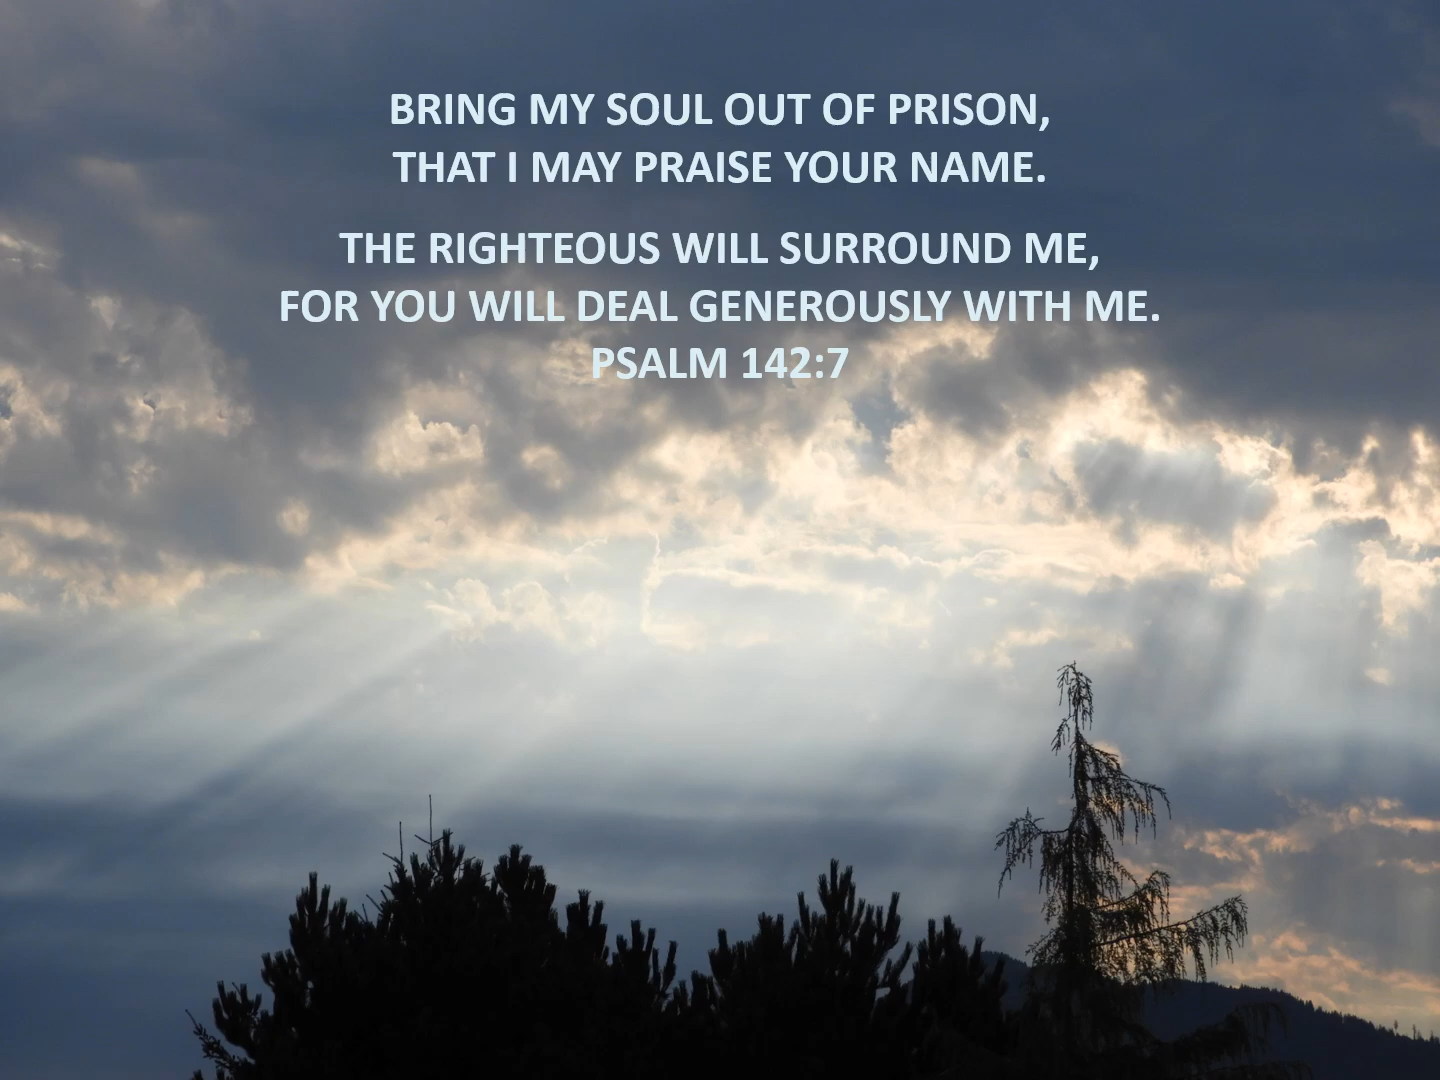 BRING MY SOUL OUT OF PRISON,
THAT I MAY PRAISE YOUR NAME.
THE RIGHTEOUS WILL SURROUND ME,
FOR YOU WILL DEAL GENEROUSLY WITH ME.
PSALM 142:7